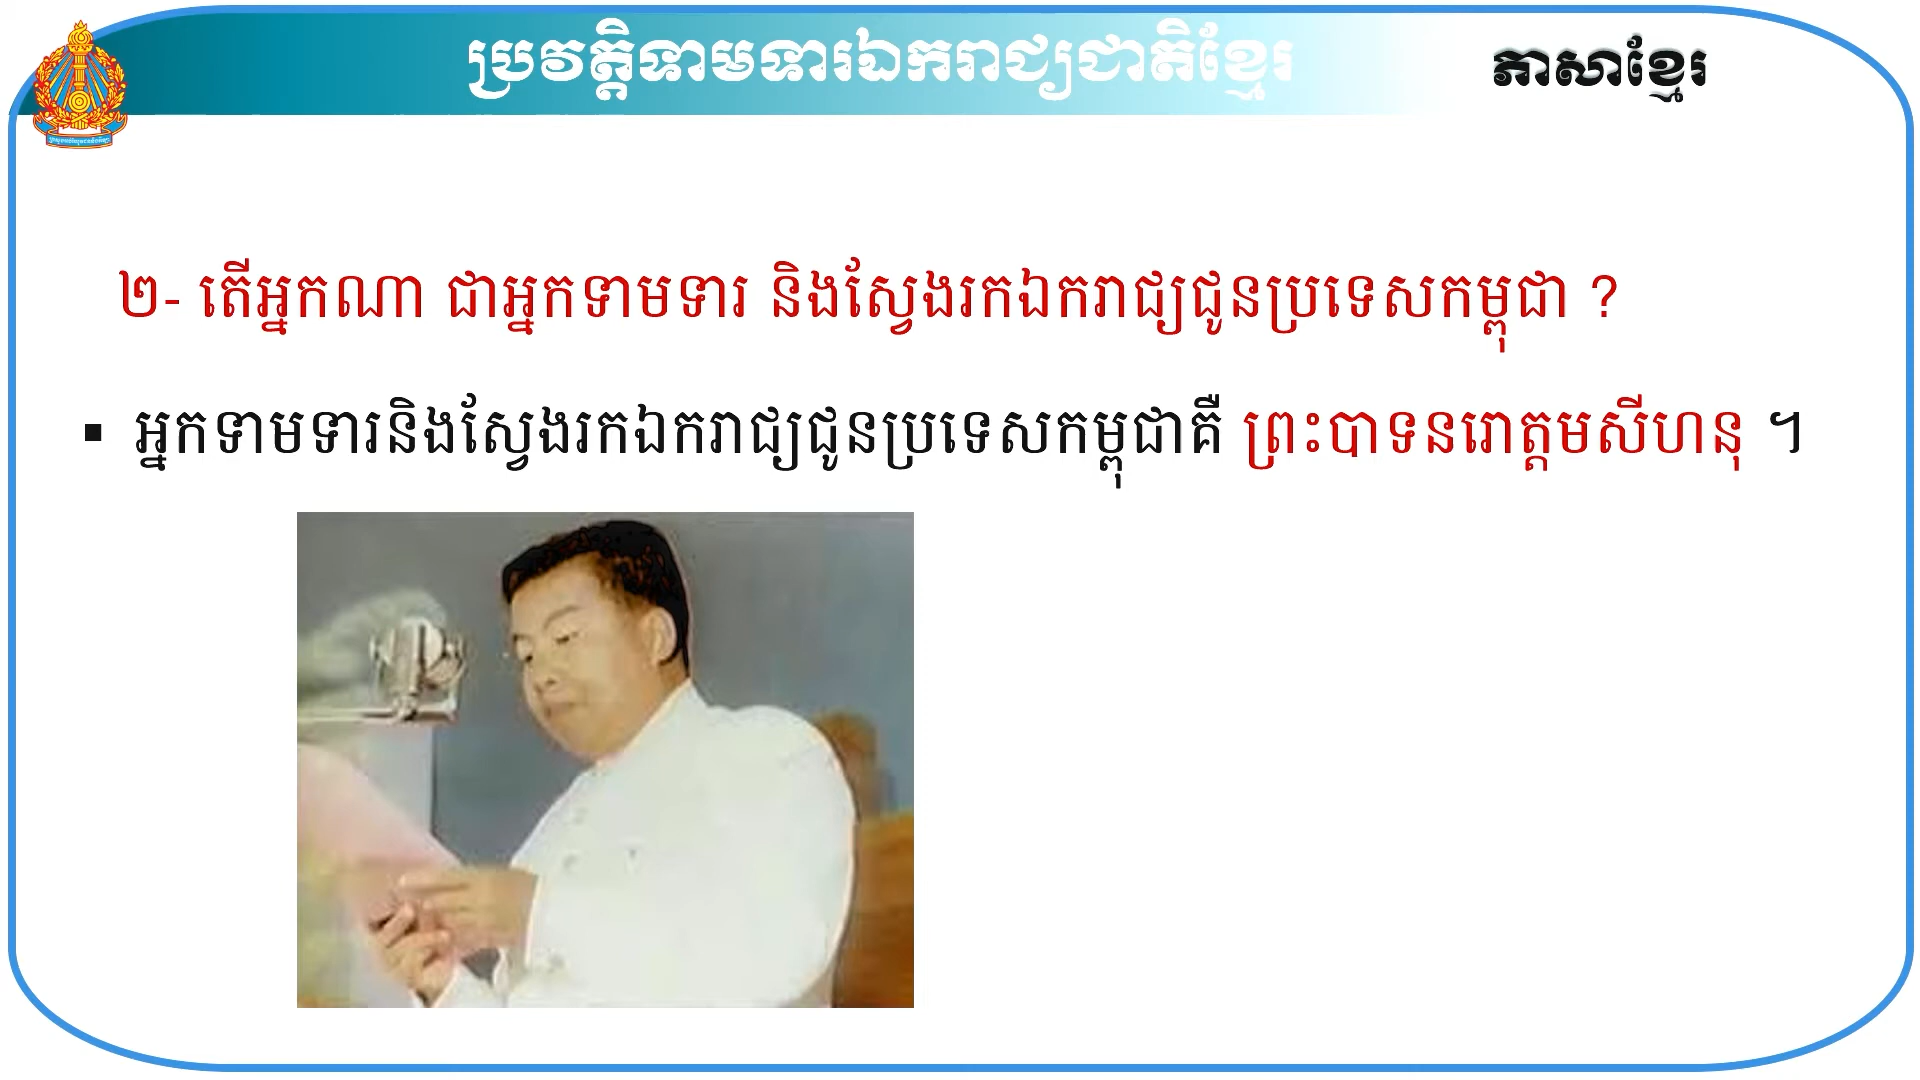 ប្រវត្តិទាមទារឯករាជ្យជាតិខ្មែរ
ភាសាខ្មែរ
២- តើអ្នកណា ជាអ្នកទាមទារ និងស្វែងរកឯករាជ្យជូនប្រទេសកម្ពុជា ?
▪ អ្នកទាមទារនិងស្វែងរកឯករាជ្យជូនប្រទេសកម្ពុជាគឺ ព្រះបាទនរោត្តមសីហនុ ។